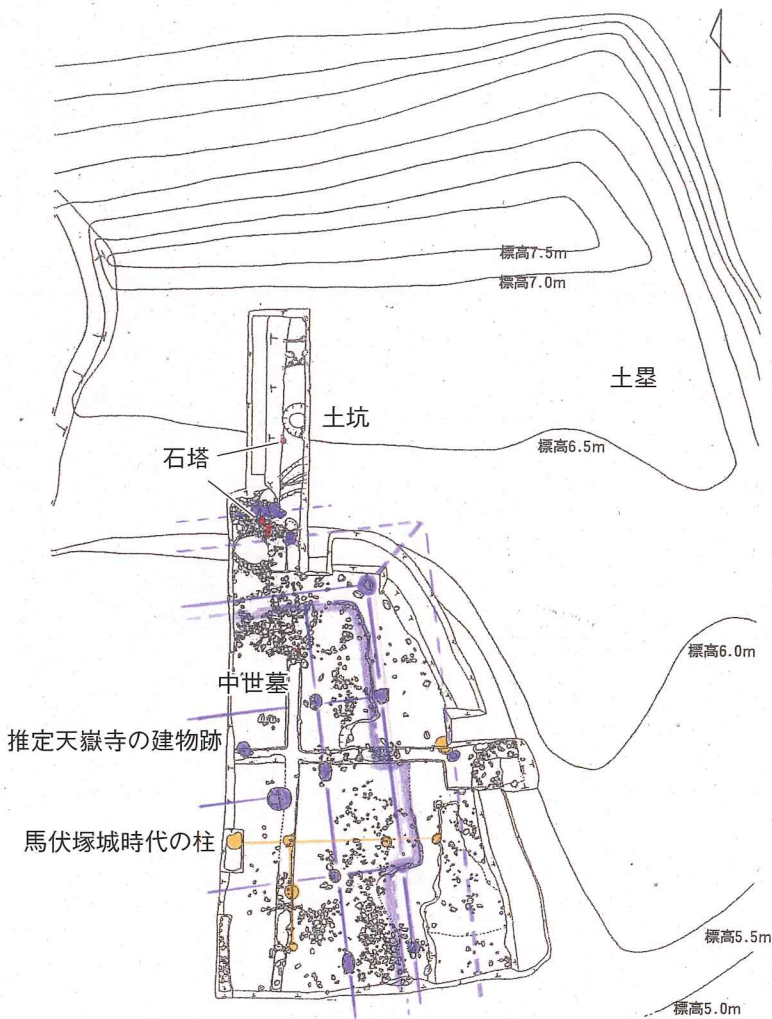 標高7.5m
標高7.0m
土塁
土坑
標高6.5m
石塔
標高6.0m
中世墓
推定天嶽寺の建物跡
馬伏塚城時代の柱
標高5.5m
標高5.0m